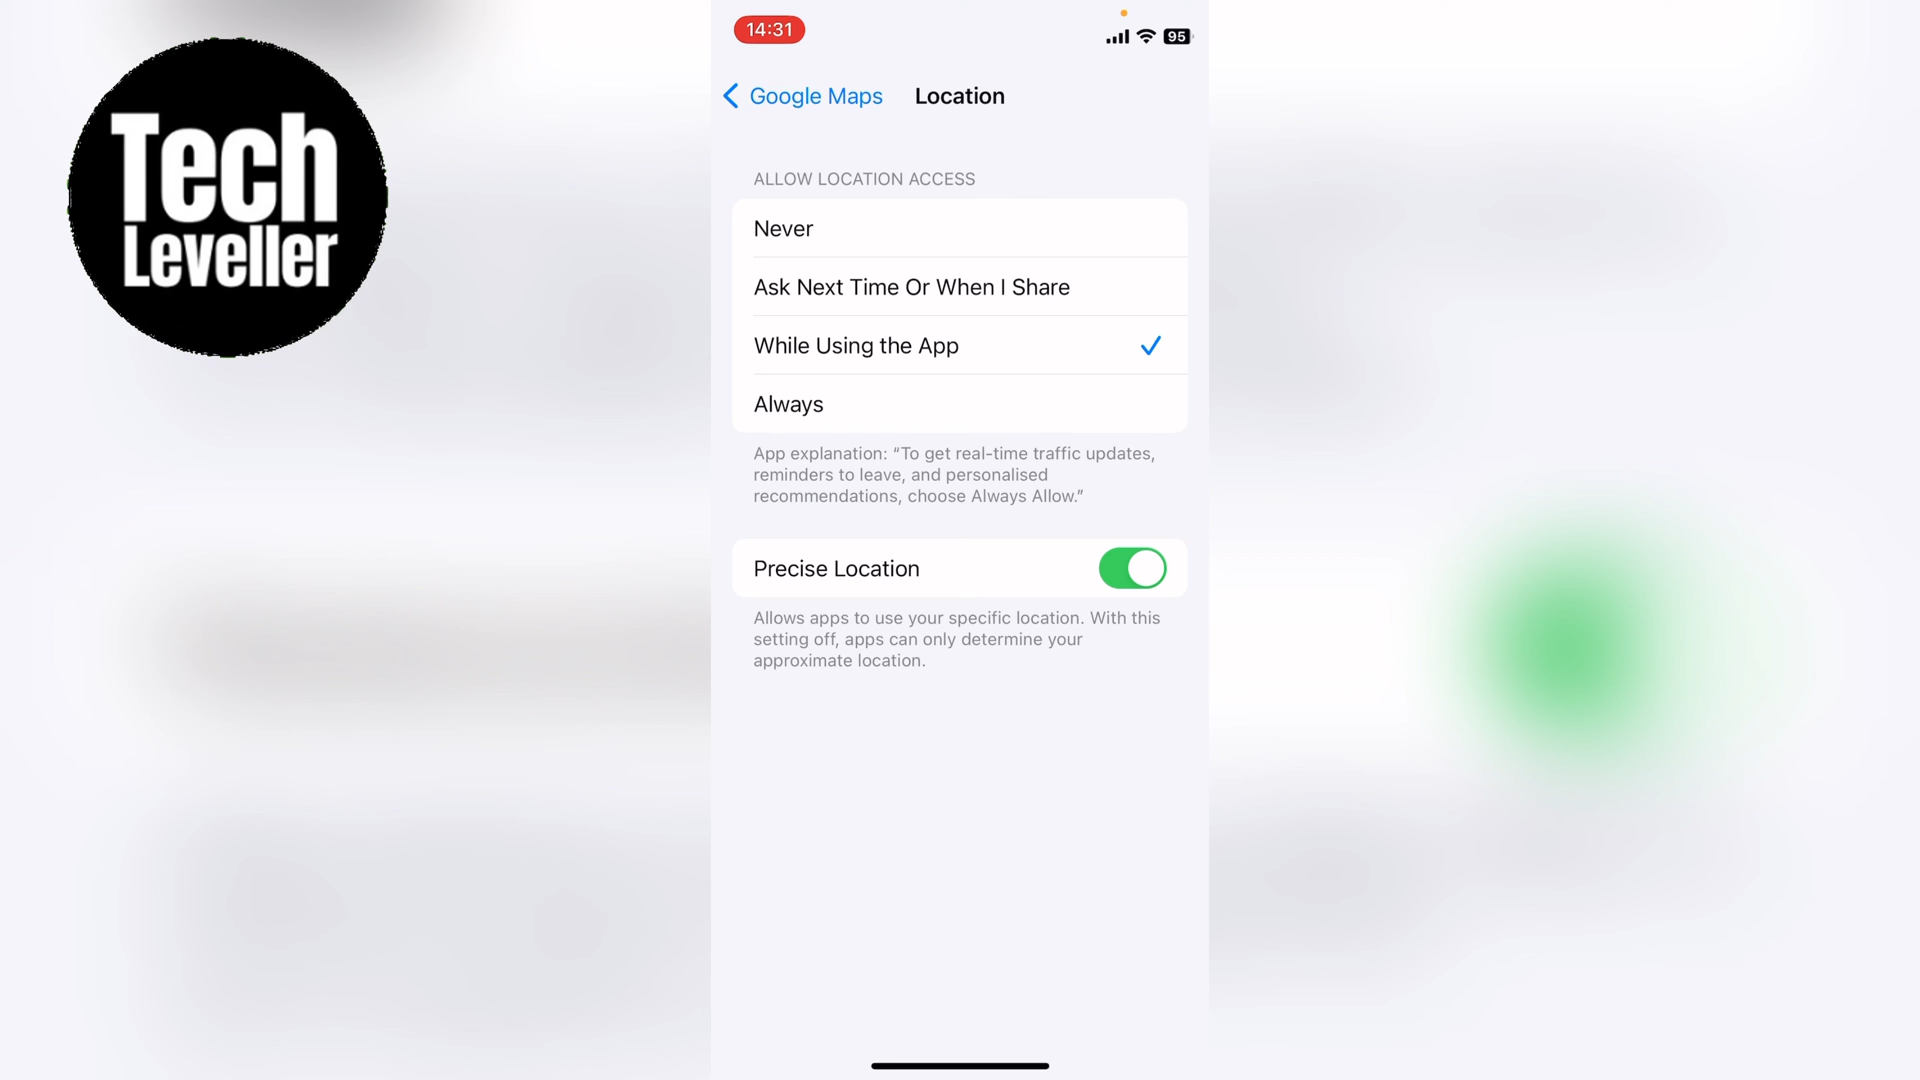 Tech
Leveller
14:31
95
Google Maps
Location
ALLOW LOCATION ACCESS
Never
Ask Next Time Or When I Share
While Using the App
Always
App explanation: “To get real-time traffic updates,
reminders to leave, and personalised
recommendations, choose Always Allow.”
Precise Location
Allows apps to use your specific location. With this
setting off, apps can only determine your
approximate location.